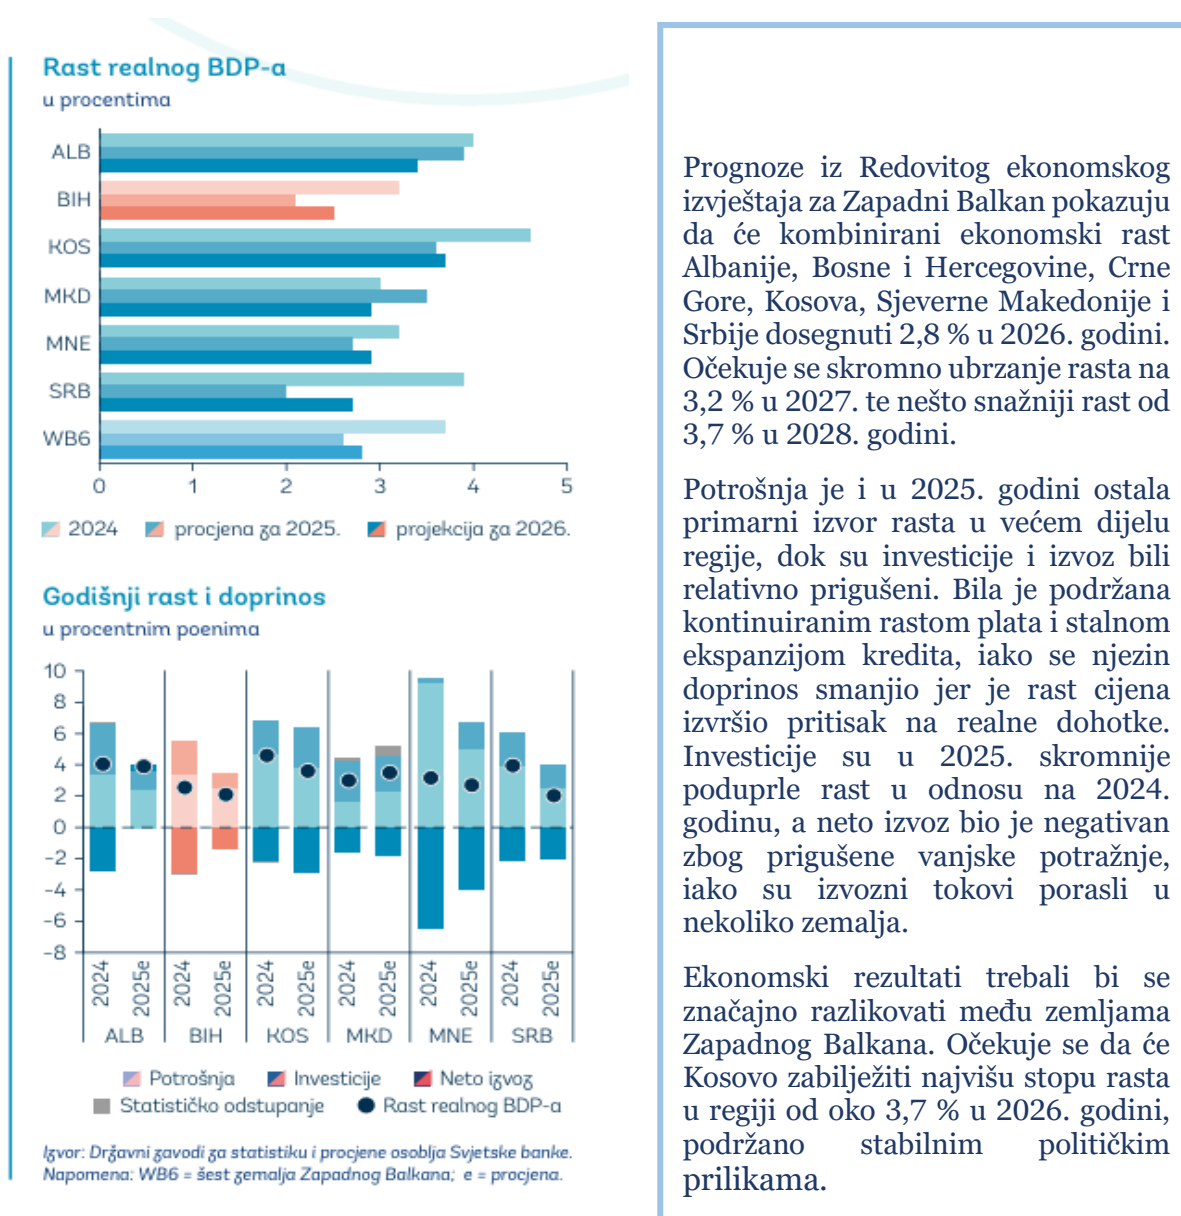 Rast realnog BDP-a
u procentima
ALB
BIH
KOS
MKD
MNE
SRB
WB6
0 1 2 3 4 5
2024 procjena za 2025. projekcija za 2026.
Godišnji rast i doprinos
u procentnim poenima
10
8
6
4
2
0
-2
-4
-6
-8
2024 2025e 2024 2025e 2024 2025e 2024 2025e 2024 2025e 2024 2025e
ALB BIH KOS MKD MNE SRB
Potrošnja Investicije Neto izvoz
Statističko odstupanje Rast realnog BDP-a
Izvor: Državni zavodi za statistiku i procjene osoblja Svjetske banke.
Napomena: WB6 = šest zemalja Zapadnog Balkana; e = procjena.
Prognoze iz Redovitog ekonomskog
izvještaja za Zapadni Balkan pokazuju
da će kombinirani ekonomski rast
Albanije, Bosne i Hercegovine, Crne
Gore, Kosova, Sjeverne Makedonije i
Srbije dosegnuti 2,8 % u 2026. godini.
Očekuje se skromno ubrzanje rasta na
3,2 % u 2027. te nešto snažniji rast od
3,7 % u 2028. godini.
Potrošnja je i u 2025. godini ostala
primarni izvor rasta u većem dijelu
regije, dok su investicije i izvoz bili
relativno prigušeni. Bila je podržana
kontinuiranim rastom plata i stalnom
ekspanzijom kredita, iako se njezin
doprinos smanjio jer je rast cijena
izvršio pritisak na realne dohotke.
Investicije su u 2025. skromnije
poduprle rast u odnosu na 2024.
godinu, a neto izvoz bio je negativan
zbog prigušene vanjske potražnje,
iako su izvozni tokovi porasli u
nekoliko zemalja.
Ekonomski rezultati trebali bi se
značajno razlikovati među zemljama
Zapadnog Balkana. Očekuje se da će
Kosovo zabilježiti najvišu stopu rasta
u regiji od oko 3,7 % u 2026. godini,
podržano stabilnim političkim
prilikama.